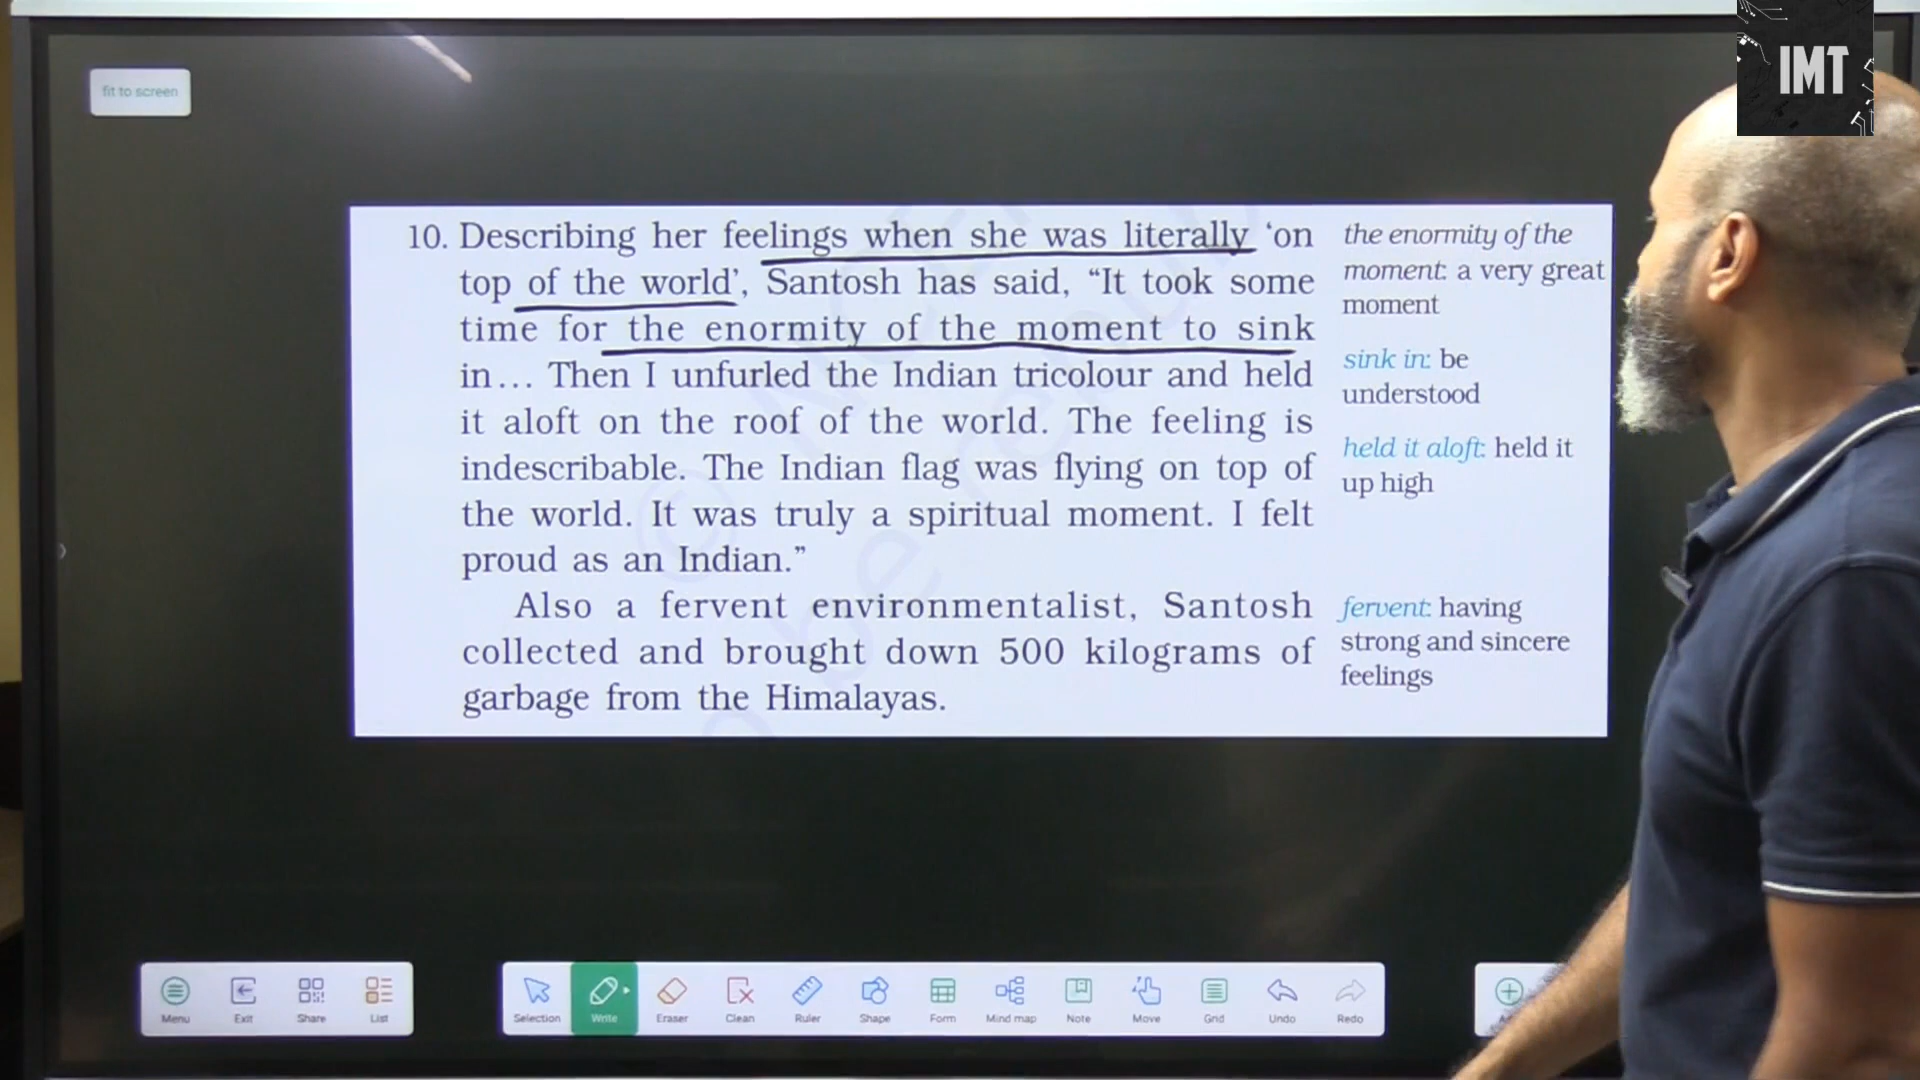 IMT
fit to screen
10. Describing her feelings when she was literally ‘on
top of the world’, Santosh has said, “It took some
time for the enormity of the moment to sink
in... Then I unfurled the Indian tricolour and held
it aloft on the roof of the world. The feeling is
indescribable. The Indian flag was flying on top of
the world. It was truly a spiritual moment. I felt
proud as an Indian.”
Also a fervent environmentalist, Santosh
collected and brought down 500 kilograms of
garbage from the Himalayas.
the enormity of the
moment: a very great
moment
sink in: be
understood
held it aloft: held it
up high
fervent: having
strong and sincere
feelings
Menu Exit Share List
Selection Write Eraser Clean Ruler Shape Form Mind map Note Move Grid Undo Redo